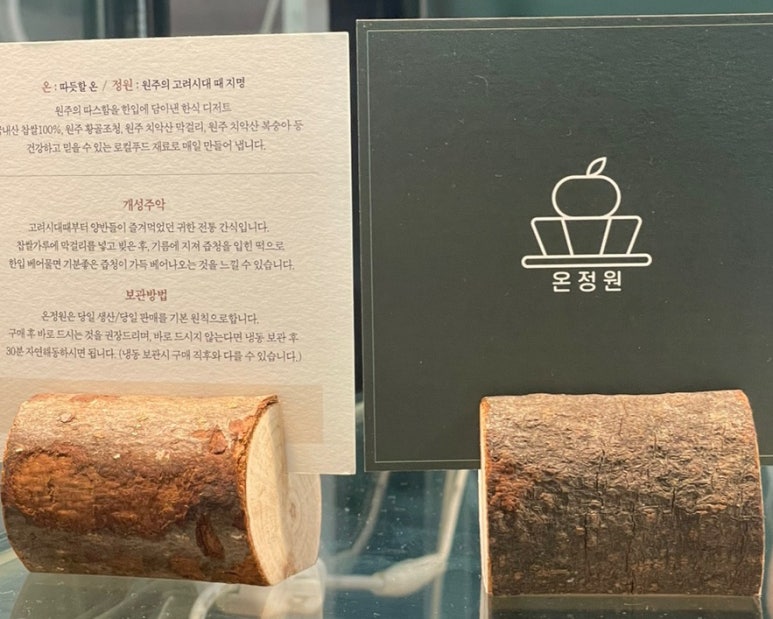 온 : 따뜻할 온 / 정원 : 원주의 고려시대 때 지명
원주의 따스함을 한입에 담아낸 한식 디저트
찹쌀100%, 원주 황골조청, 원주 치악산 막걸리, 원주 치악산 복숭아 등
건강하고 믿을 수 있는 로컬푸드 재료로 매일 만들어 냅니다.
개성주악
고려시대때부터 양반들이 즐겨먹었던 귀한 전통 간식입니다.
찹쌀가루에 막걸리를 넣고 빚은 후, 기름에 지져 즙청을 입힌 떡으로
한입 베어물면 기분좋은 즙청이 가득 베어나오는 것을 느낄 수 있습니다.
보관방법
온정원은 당일 생산/당일 판매를 기본 원칙으로합니다.
구매 후 바로 드시는 것을 권장드리며, 바로 드시지 않는다면 냉동 보관 후
30분 자연해동하시면 됩니다. (냉동 보관시 구매 직후와 다를 수 있습니다.)
온정원